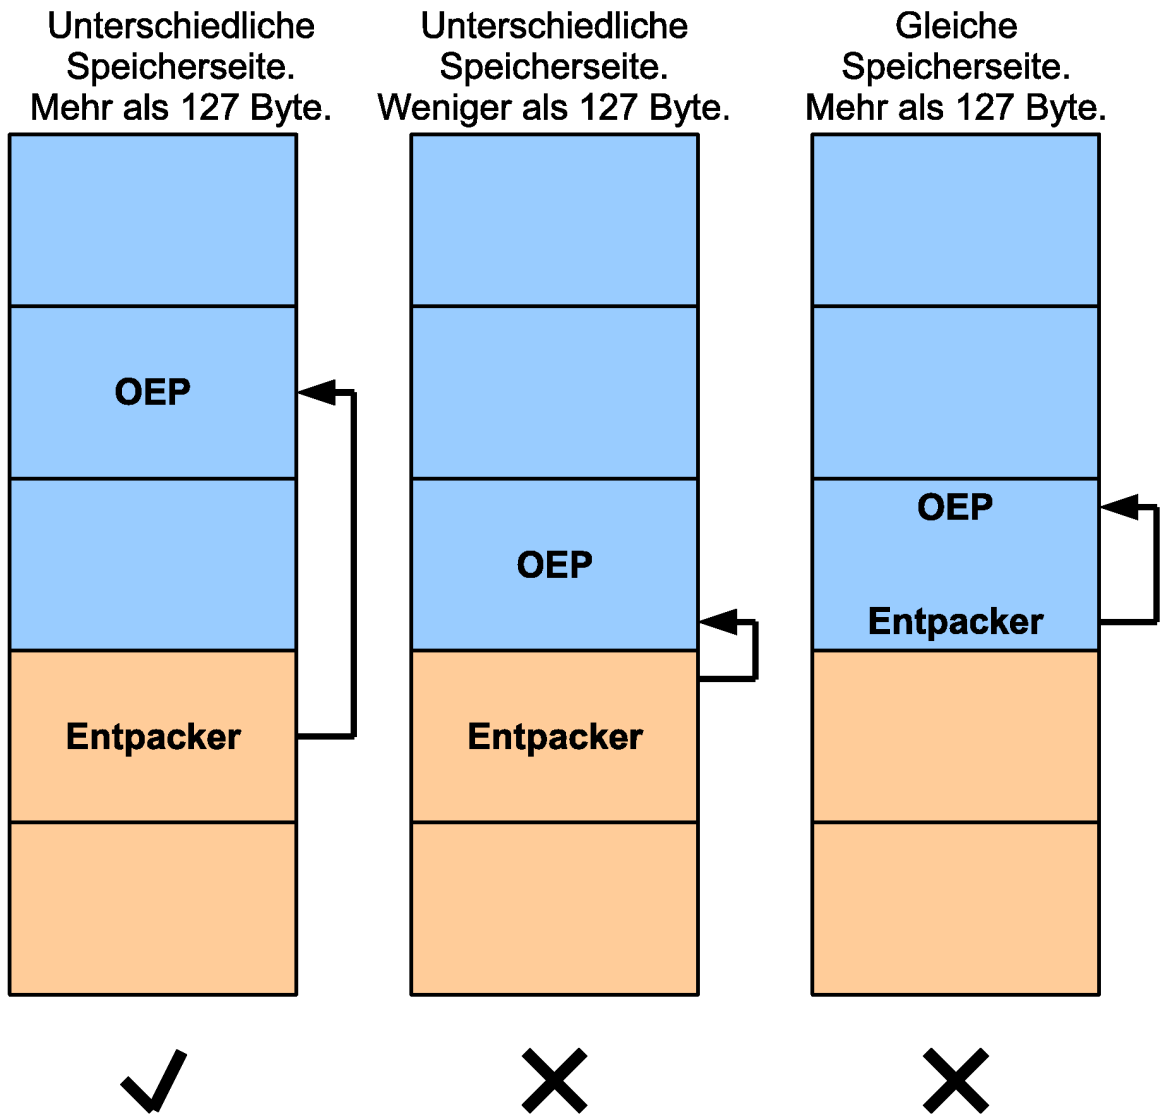 Unterschiedliche
Speicherseite.
Mehr als 127 Byte.
OEP
Entpacker
Unterschiedliche
Speicherseite.
Weniger als 127 Byte.
OEP
Entpacker
Gleiche
Speicherseite.
Mehr als 127 Byte.
OEP
Entpacker